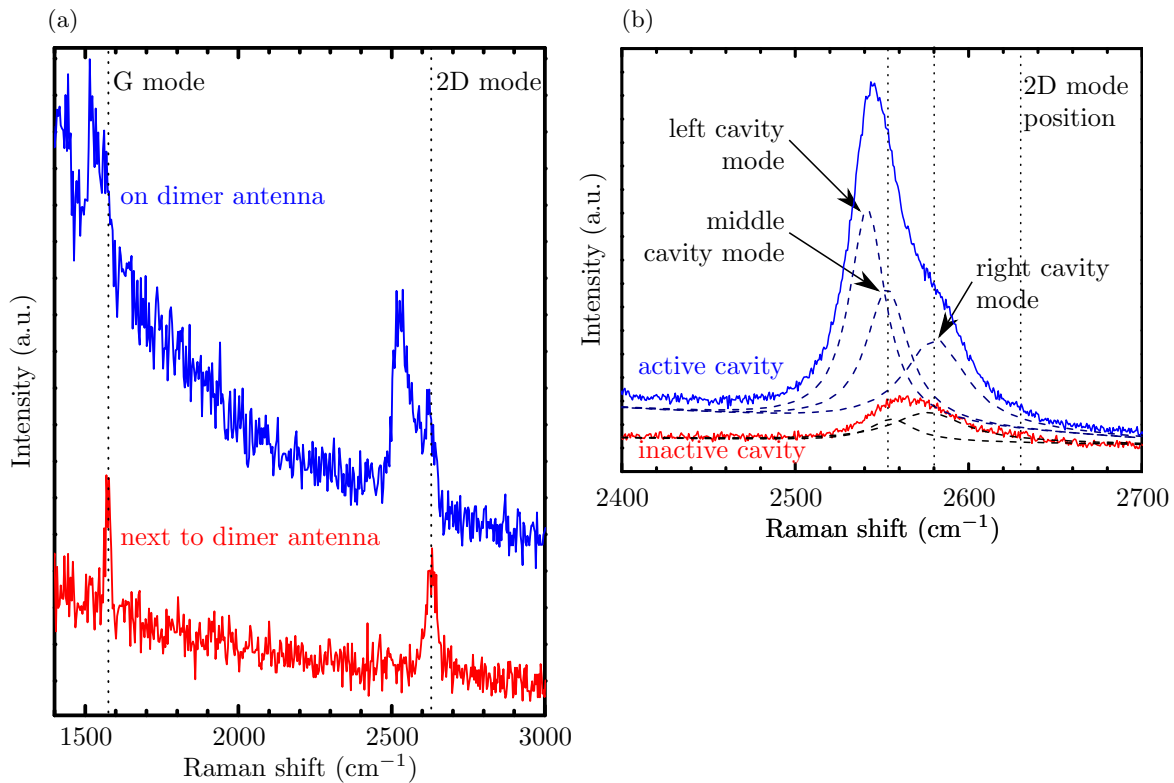 (a)
G mode
2D mode
on dimer antenna
next to dimer antenna
Intensity (a.u.)
1500
2000
2500
3000
Raman shift (cm⁻¹)
(b)
2D mode
position
left cavity
mode
middle
cavity mode
right cavity
mode
active cavity
inactive cavity
Intensity (a.u.)
2400
2500
2600
2700
Raman shift (cm⁻¹)